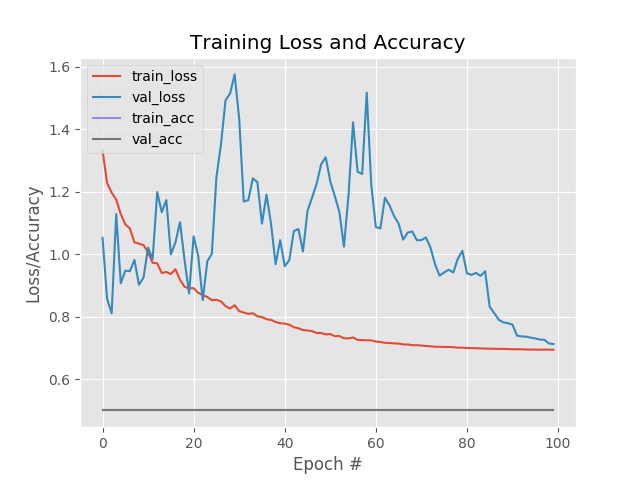 Training Loss and Accuracy
train_loss
val_loss
train_acc
val_acc
1.6
1.4
1.2
1.0
0.8
0.6
Loss/Accuracy
0 20 40 60 80 100
Epoch #